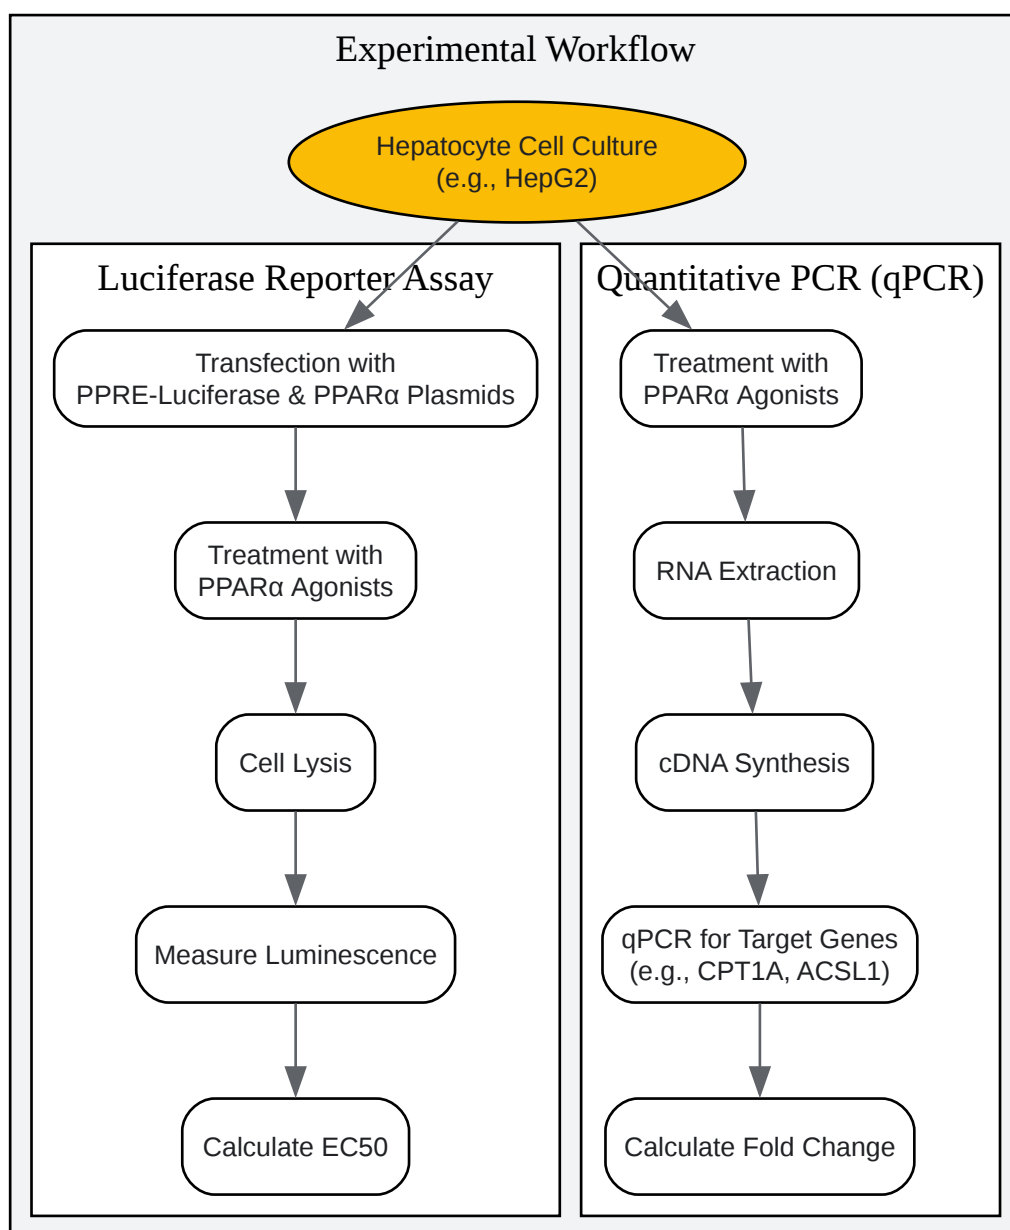 Experimental Workflow
Hepatocyte Cell Culture
(e.g., HepG2)
Luciferase Reporter Assay
Transfection with
PPRE-Luciferase & PPARα Plasmids
Treatment with
PPARα Agonists
Cell Lysis
Measure Luminescence
Calculate EC50
Quantitative PCR (qPCR)
Treatment with
PPARα Agonists
RNA Extraction
cDNA Synthesis
qPCR for Target Genes
(e.g., CPT1A, ACSL1)
Calculate Fold Change